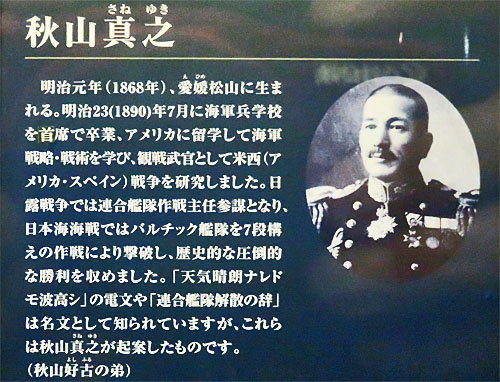 さね ゆき
秋山真之
えひめ
明治元年(1868年)、愛媛松山に生ま
れる。明治23(1890)年7月に海軍兵学校
を首席で卒業、アメリカに留学して海軍
戦略・戦術を学び、観戦武官として米西(ア
メリカ・スペイン)戦争を研究しました。日
露戦争では連合艦隊作戦主任参謀となり、
日本海海戦ではバルチック艦隊を7段構
えの作戦により撃破し、歴史的な圧倒的
な勝利を収めました。「天気晴朗ナレド
モ波高シ」の電文や「連合艦隊解散の辞」
は名文として知られていますが、これら
さね ゆき
は秋山真之が起案したものです。
よし ふる
(秋山好古の弟)